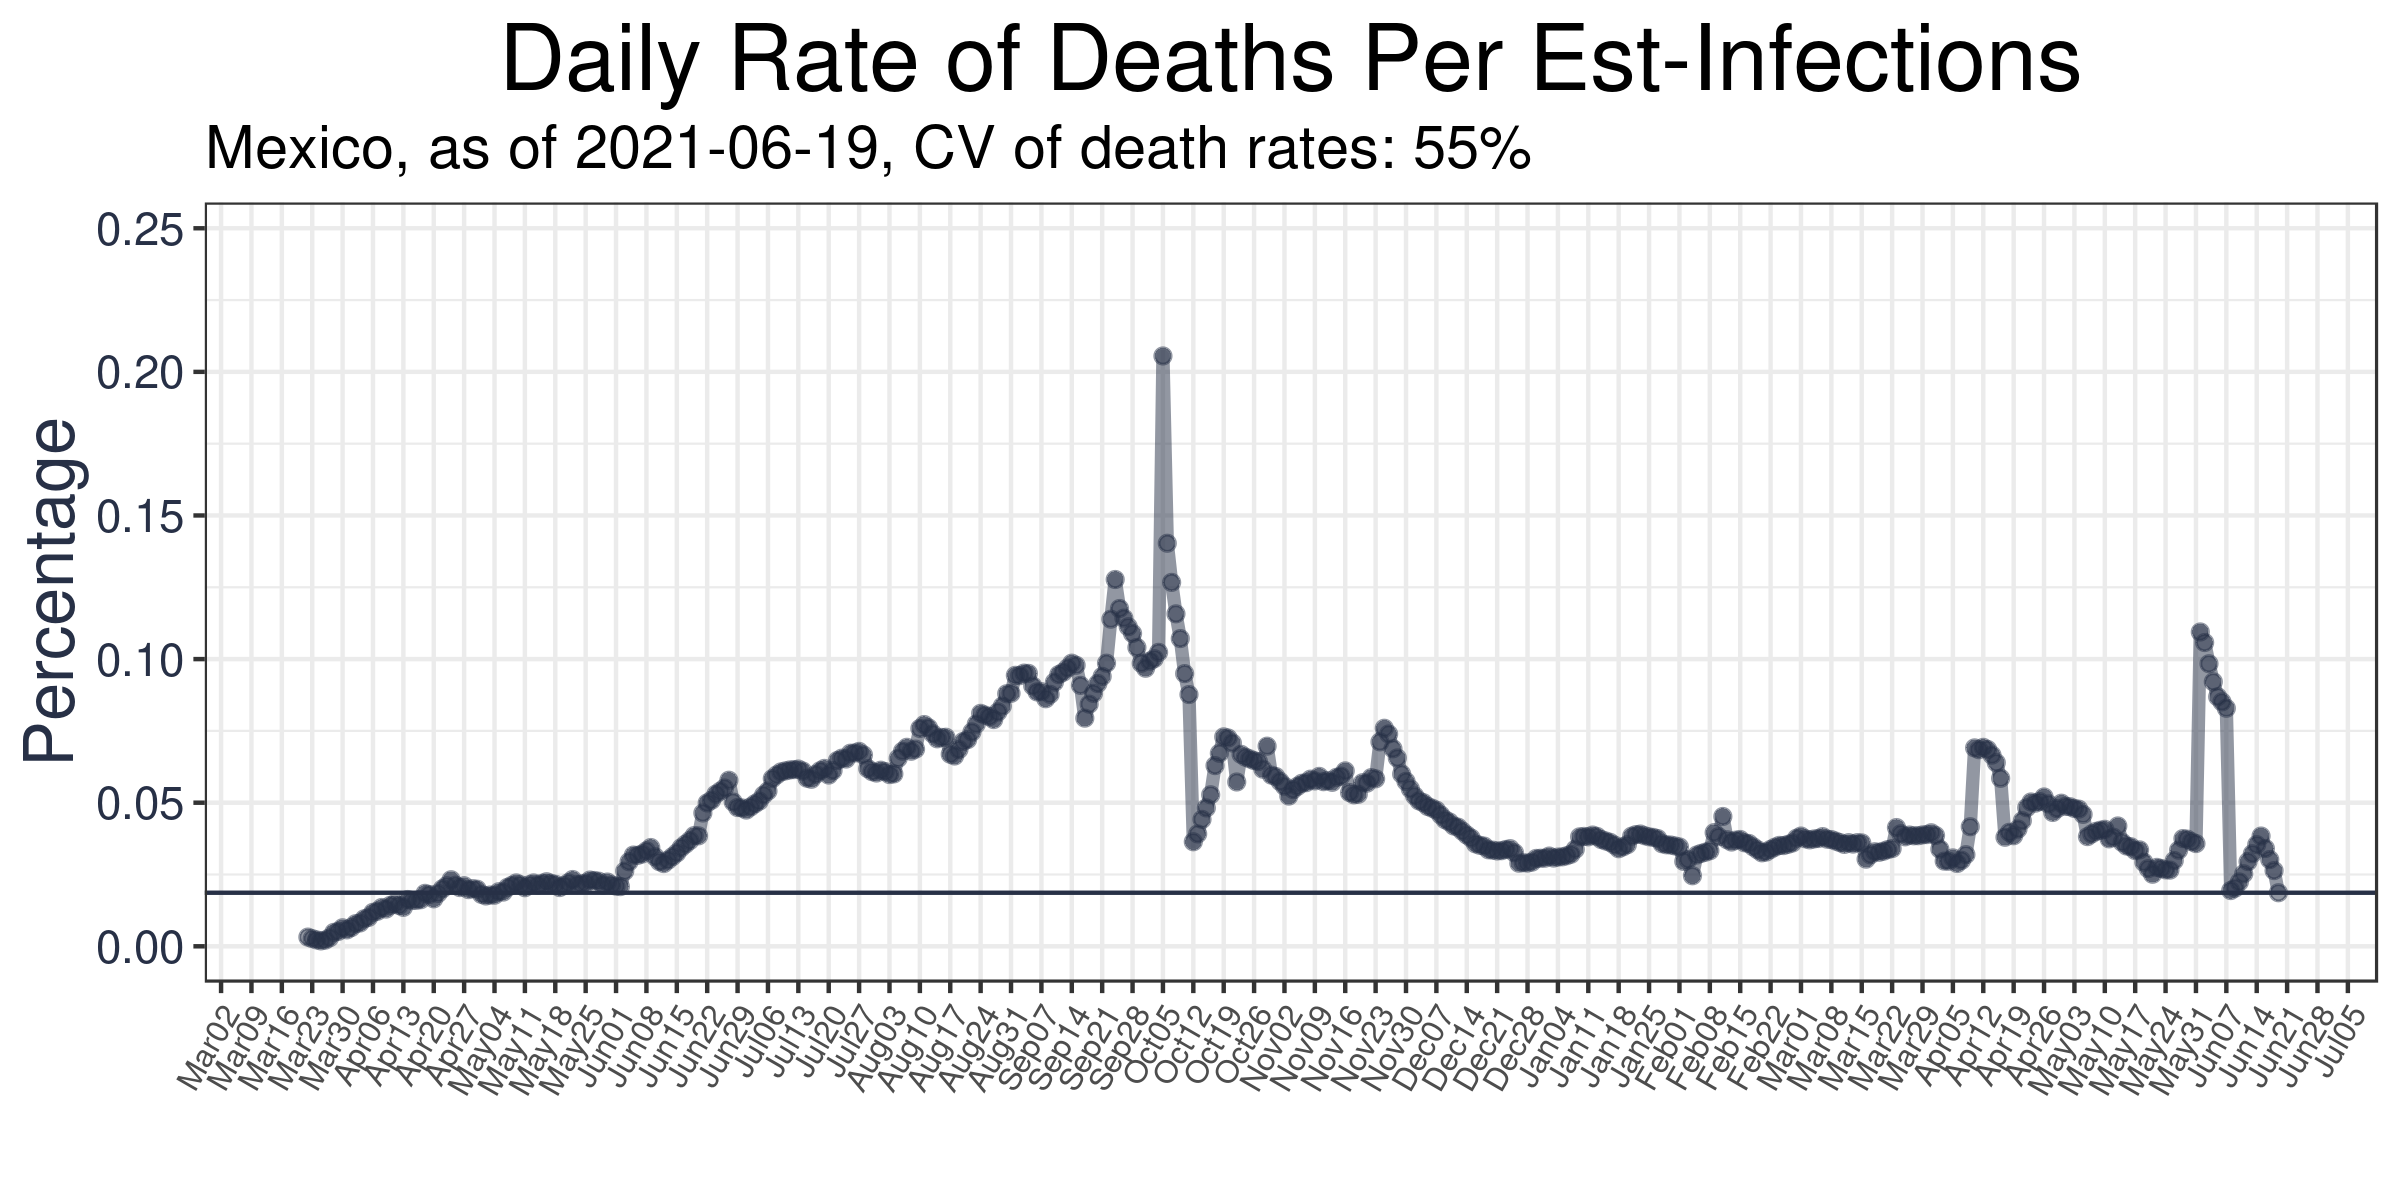 Daily Rate of Deaths Per Est-Infections
Mexico, as of 2021-06-19, CV of death rates: 55%
Percentage
0.25
0.20
0.15
0.10
0.05
0.00
Mar02
Mar09
Mar16
Mar23
Mar30
Apr06
Apr13
Apr20
Apr27
May04
May11
May18
May25
Jun01
Jun08
Jun15
Jun22
Jun29
Jul06
Jul13
Jul20
Jul27
Aug03
Aug10
Aug17
Aug24
Aug31
Sep07
Sep14
Sep21
Sep28
Oct05
Oct12
Oct19
Oct26
Nov02
Nov09
Nov16
Nov23
Nov30
Dec07
Dec14
Dec21
Dec28
Jan04
Jan11
Jan18
Jan25
Feb01
Feb08
Feb15
Feb22
Mar01
Mar08
Mar15
Mar22
Mar29
Apr05
Apr12
Apr19
Apr26
May03
May10
May17
May24
May31
Jun07
Jun14
Jun21
Jun28
Jul05